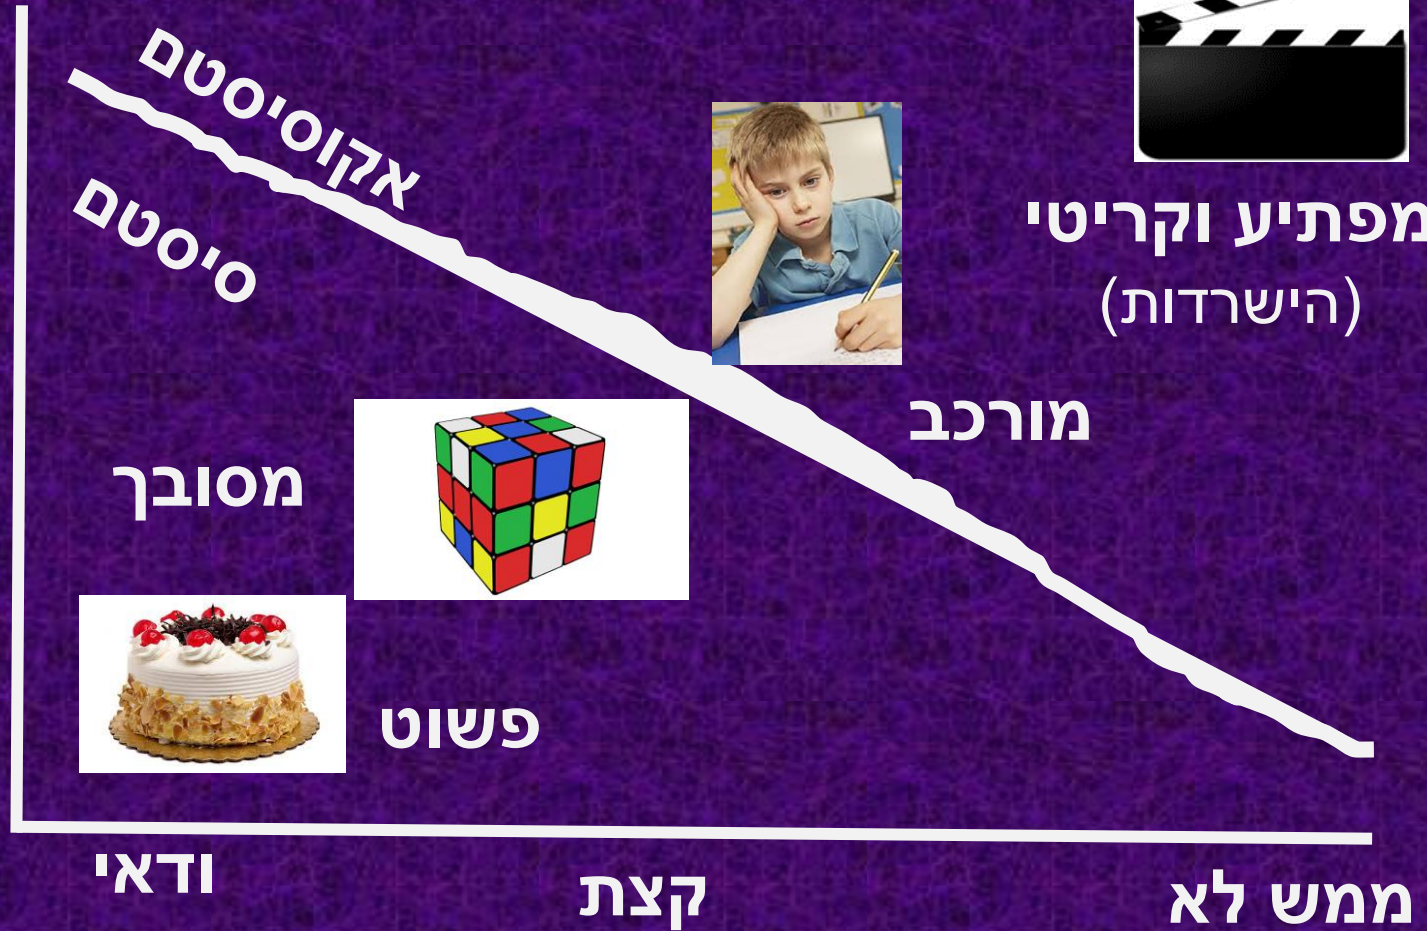 אקוסיסטם
סיסטם
מפתיע וקריטי
(הישרדות)
מורכב
מסובך
פשוט
ודאי
קצת
ממש לא